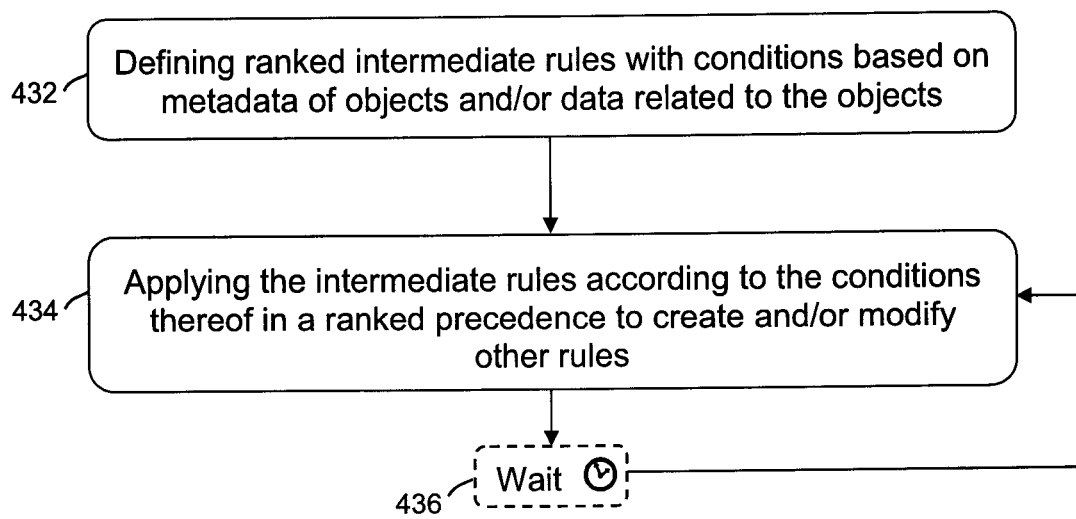 Defining ranked intermediate rules with conditions based on
432
metadata of objects and/or data related to the objects
Applying the intermediate rules according to the conditions
434
thereof in a ranked precedence to create and/or modify
other rules
Wait
436